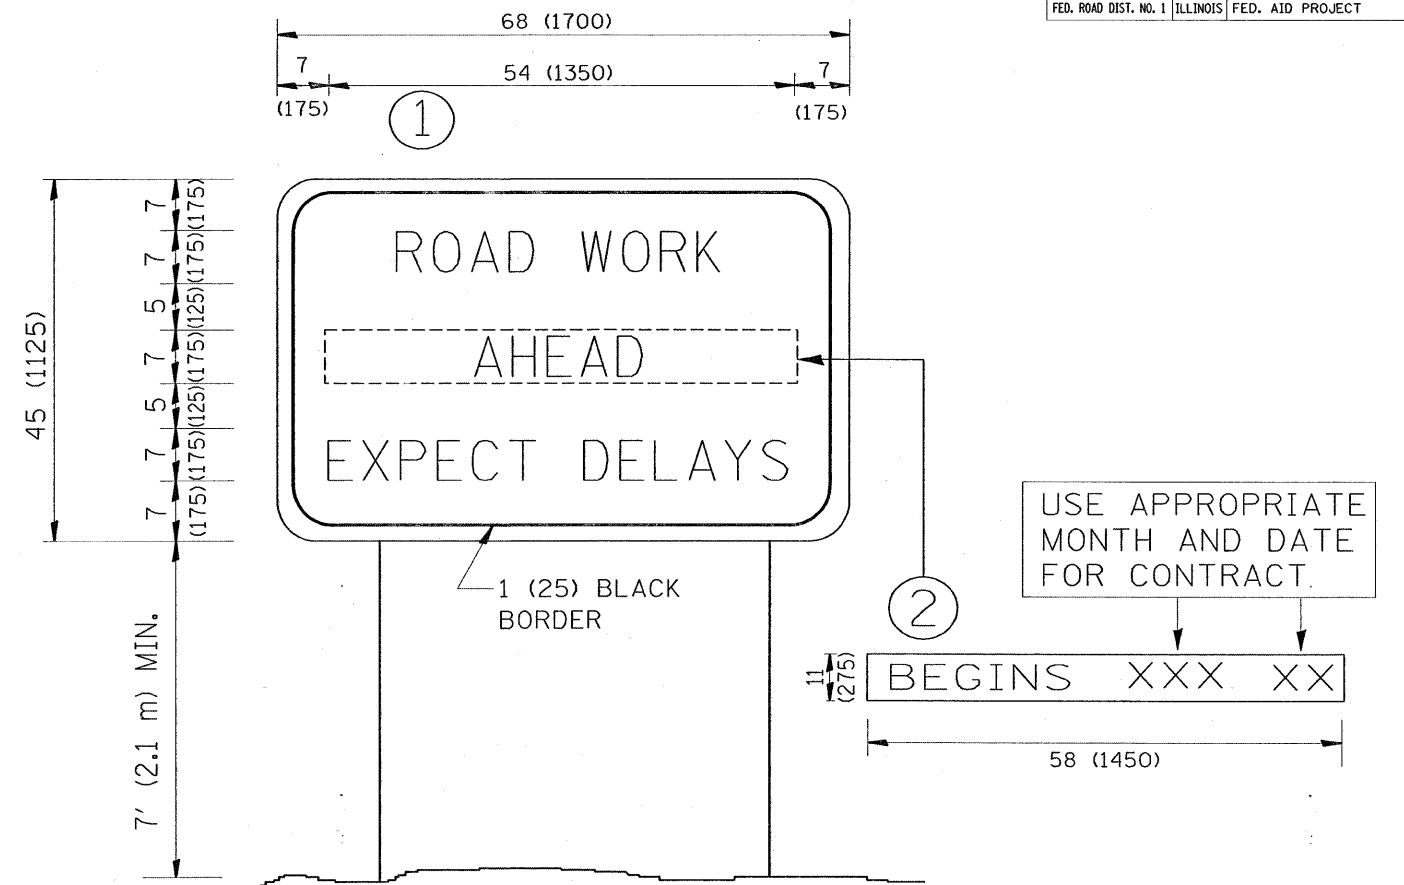 FED. ROAD DIST. NO. 1 ILLINOIS FED. AID PROJECT
68 (1700)
7 54 (1350) 7
(175) (175)
1
7 (175)
7 (175)
5 (125)
7 (175)
5 (125)
7 (175)
7 (175)
45 (1125)
7' (2.1 m) MIN.
ROAD WORK
AHEAD
EXPECT DELAYS
1 (25) BLACK
BORDER
2
USE APPROPRIATE
MONTH AND DATE
FOR CONTRACT.
11
(275)
BEGINS XXX XX
58 (1450)